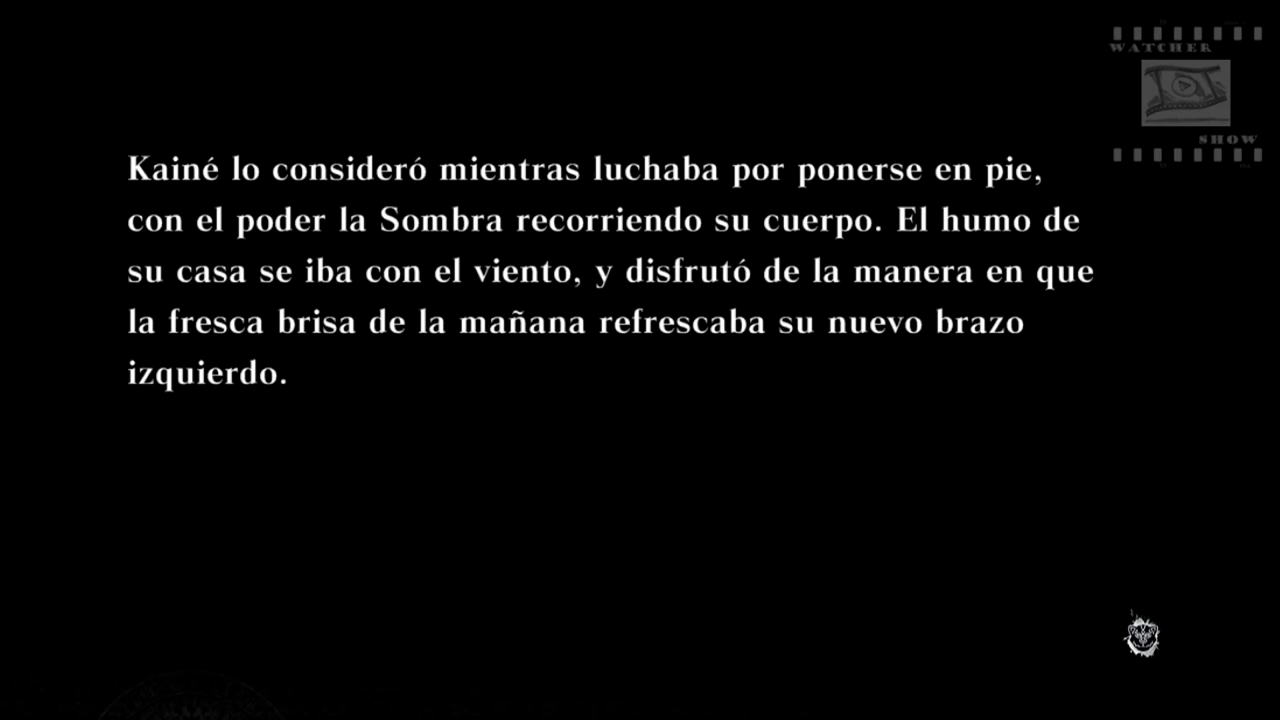 WATCHER
SHOW
Kainé lo consideró mientras luchaba por ponerse en pie,
con el poder la Sombra recorriendo su cuerpo. El humo de
su casa se iba con el viento, y disfrutó de la manera en que
la fresca brisa de la mañana refrescaba su nuevo brazo
izquierdo.